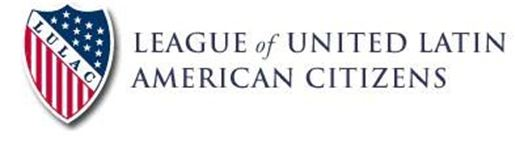 LULAC
LEAGUE of UNITED LATIN
AMERICAN CITIZENS